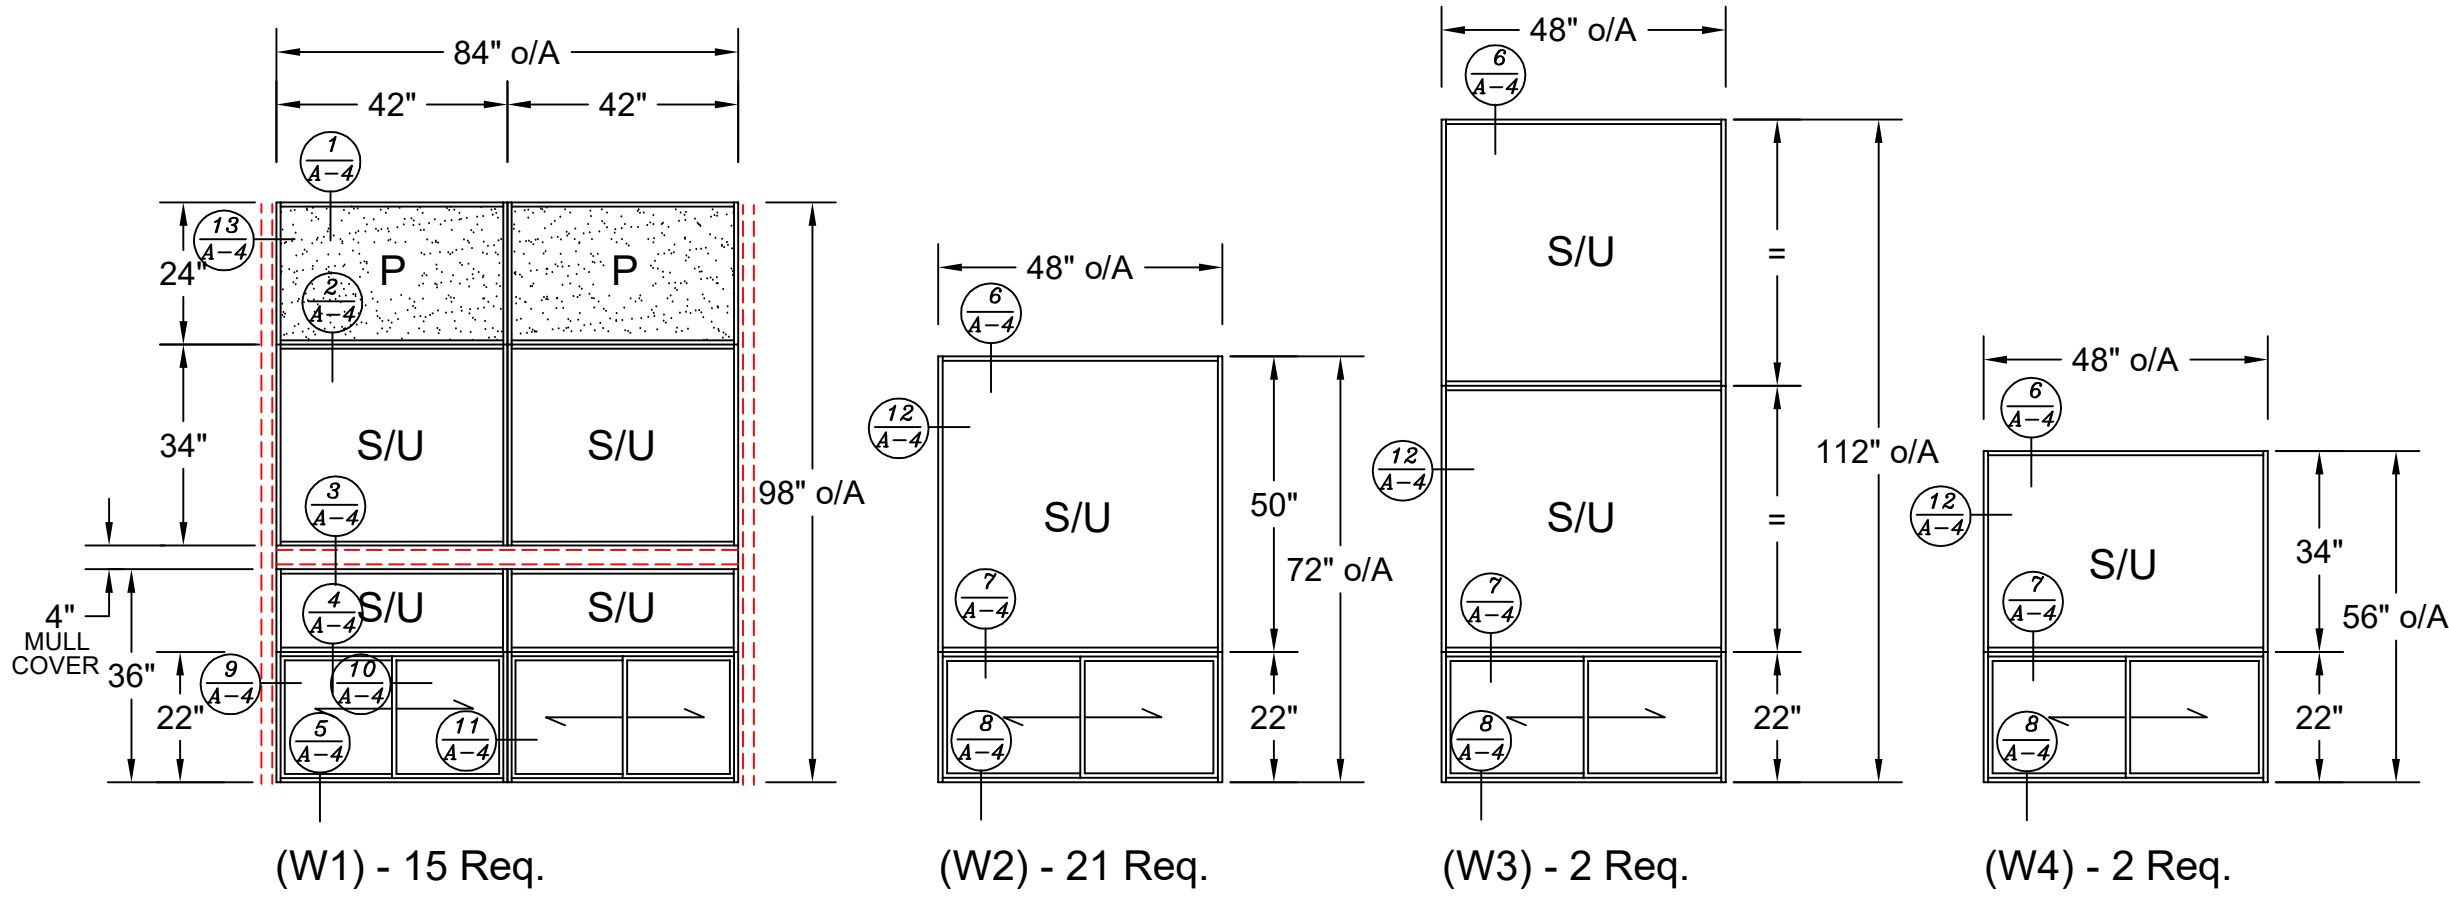 84" o/A
42"
42"
1
A-4
13
A-4
24"
P
P
2
A-4
34"
S/U
S/U
3
A-4
98" o/A
4"
MULL
COVER
36"
4
A-4
S/U
S/U
22"
9
A-4
10
A-4
5
A-4
11
A-4
(W1) - 15 Req.
48" o/A
6
A-4
12
A-4
S/U
50"
72" o/A
7
A-4
8
A-4
22"
(W2) - 21 Req.
48" o/A
6
A-4
S/U
=
112" o/A
12
A-4
S/U
=
7
A-4
8
A-4
22"
(W3) - 2 Req.
48" o/A
6
A-4
12
A-4
S/U
34"
56" o/A
7
A-4
8
A-4
22"
(W4) - 2 Req.